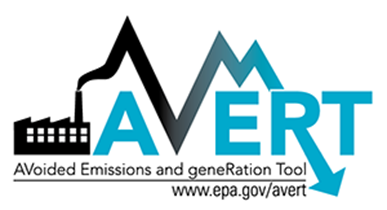 AVERT
AVoided Emissions and geneRation Tool
www.epa.gov/avert